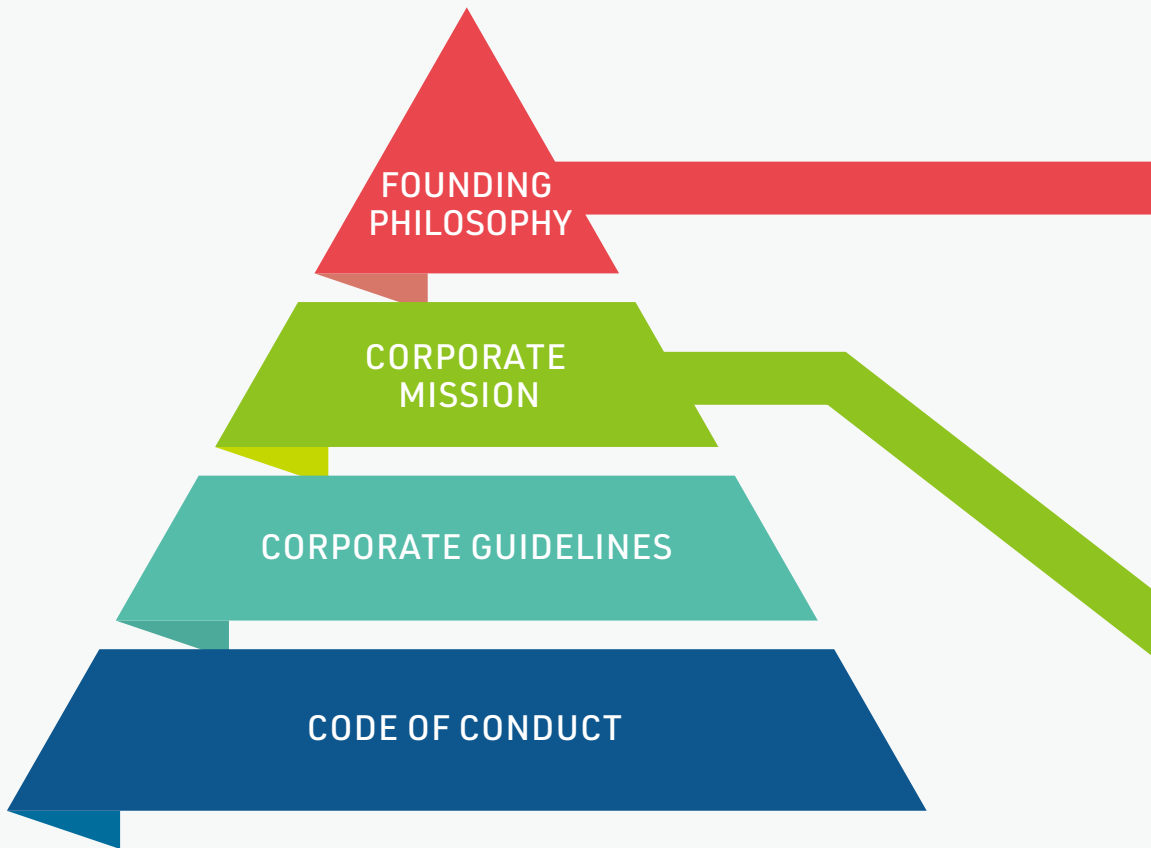 FOUNDING
PHILOSOPHY
CORPORATE
MISSION
CORPORATE GUIDELINES
CODE OF CONDUCT